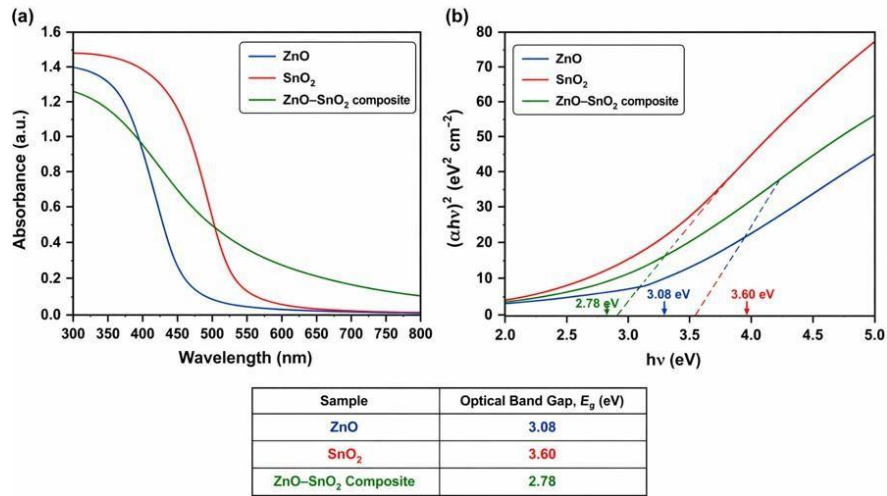 (a)
1.6
1.4
1.2
1.0
0.8
0.6
0.4
0.2
0.0
Absorbance (a.u.)
ZnO
SnO₂
ZnO–SnO₂ composite
300 350 400 450 500 550 600 650 700 750 800
Wavelength (nm)
(b)
80
70
60
50
40
30
20
10
0
(αhν)² (eV² cm⁻²)
ZnO
SnO₂
ZnO–SnO₂ composite
2.78 eV
3.08 eV
3.60 eV
2.0 2.5 3.0 3.5 4.0 4.5 5.0
hν (eV)
Sample Optical Band Gap, Eg (eV)
ZnO 3.08
SnO₂ 3.60
ZnO–SnO₂ Composite 2.78